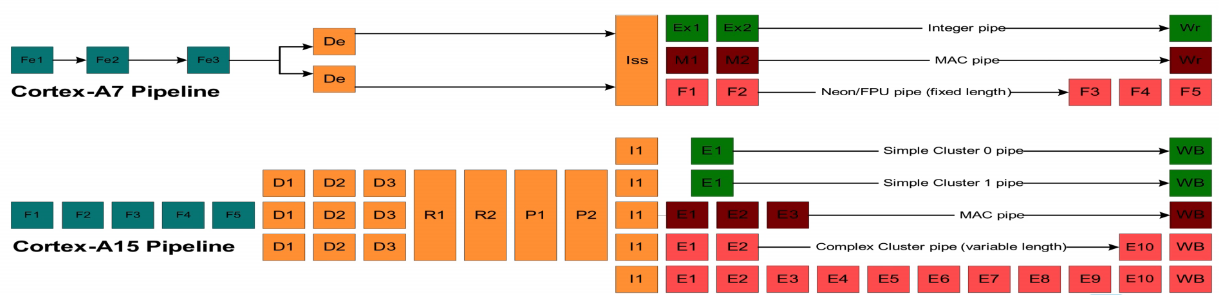 Ex1 Ex2 Integer pipe Wr
De
Fe1 Fe2 Fe3 Iss M1 M2 MAC pipe Wr
De
Cortex-A7 Pipeline F1 F2 Neon/FPU pipe (fixed length) F3 F4 F5
I1 E1 Simple Cluster 0 pipe WB
D1 D2 D3 I1 E1 Simple Cluster 1 pipe WB
F1 F2 F3 F4 F5 D1 D2 D3 R1 R2 P1 P2 I1 E1 E2 E3 MAC pipe WB
Cortex-A15 Pipeline D1 D2 D3 I1 E1 E2 Complex Cluster pipe (variable length) E10 WB
I1 E1 E2 E3 E4 E5 E6 E7 E8 E9 E10 WB